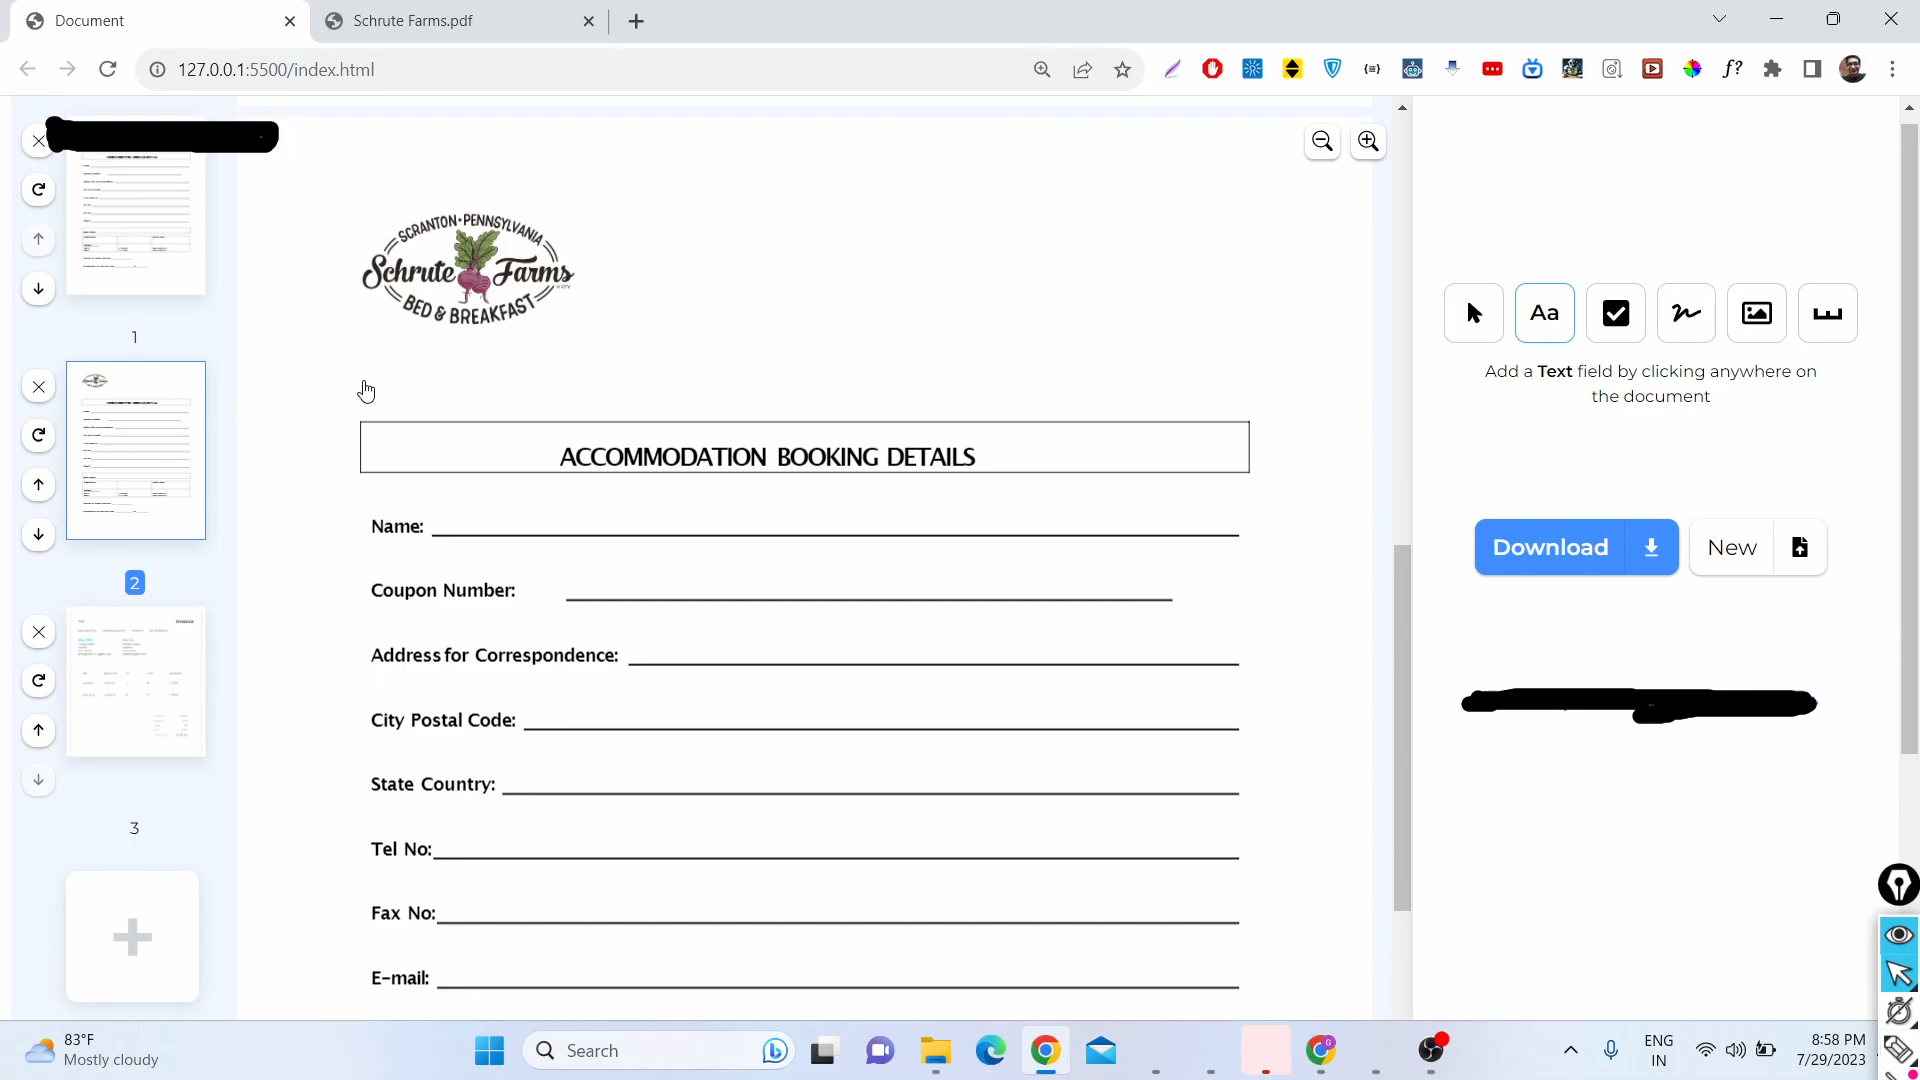 Document
Schrute Farms.pdf
127.0.0.1:5500/index.html
1
2
3
SCRANTON • PENNSYLVANIA
Schrute Farms
BED & BREAKFAST
ACCOMMODATION BOOKING DETAILS
Name:
Coupon Number:
Address for Correspondence:
City Postal Code:
State Country:
Tel No:
Fax No:
E-mail:
Aa
Add a Text field by clicking anywhere on
the document
Download
New
83°F
Mostly cloudy
Search
ENG
IN
8:58 PM
7/29/2023